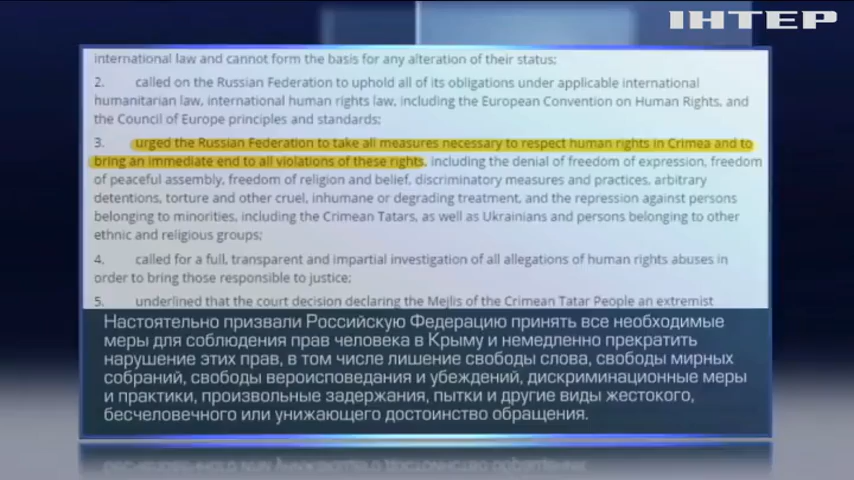 ІНТЕР
international law and cannot form the basis for any alteration of their status;
2. called on the Russian Federation to uphold all of its obligations under applicable international
humanitarian law, international human rights law, including the European Convention on Human Rights, and
the Council of Europe principles and standards;
3. urged the Russian Federation to take all measures necessary to respect human rights in Crimea and to
bring an immediate end to all violations of these rights, including the denial of freedom of expression, freedom
of peaceful assembly, freedom of religion and belief, discriminatory measures and practices, arbitrary
detentions, torture and other cruel, inhumane or degrading treatment, and the repression against persons
belonging to minorities, including the Crimean Tatars, as well as Ukrainians and persons belonging to other
ethnic and religious groups;
4. called for a full, transparent and impartial investigation of all allegations of human rights abuses in
order to bring those responsible to justice;
5. underlined that the court decision declaring the Mejlis of the Crimean Tatar People an extremist
Настоятельно призвали Российскую Федерацию принять все необходимые
меры для соблюдения прав человека в Крыму и немедленно прекратить
нарушение этих прав, в том числе лишение свободы слова, свободы мирных
собраний, свободы вероисповедания и убеждений, дискриминационные меры
и практики, произвольные задержания, пытки и другие виды жестокого,
бесчеловечного или унижающего достоинство обращения.